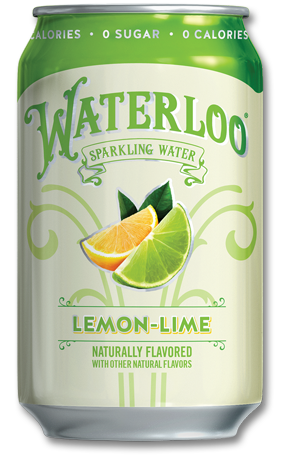 CALORIES • 0 SUGAR • 0 CALORIES
WATERLOO®
SPARKLING WATER
LEMON-LIME
NATURALLY FLAVORED
WITH OTHER NATURAL FLAVORS